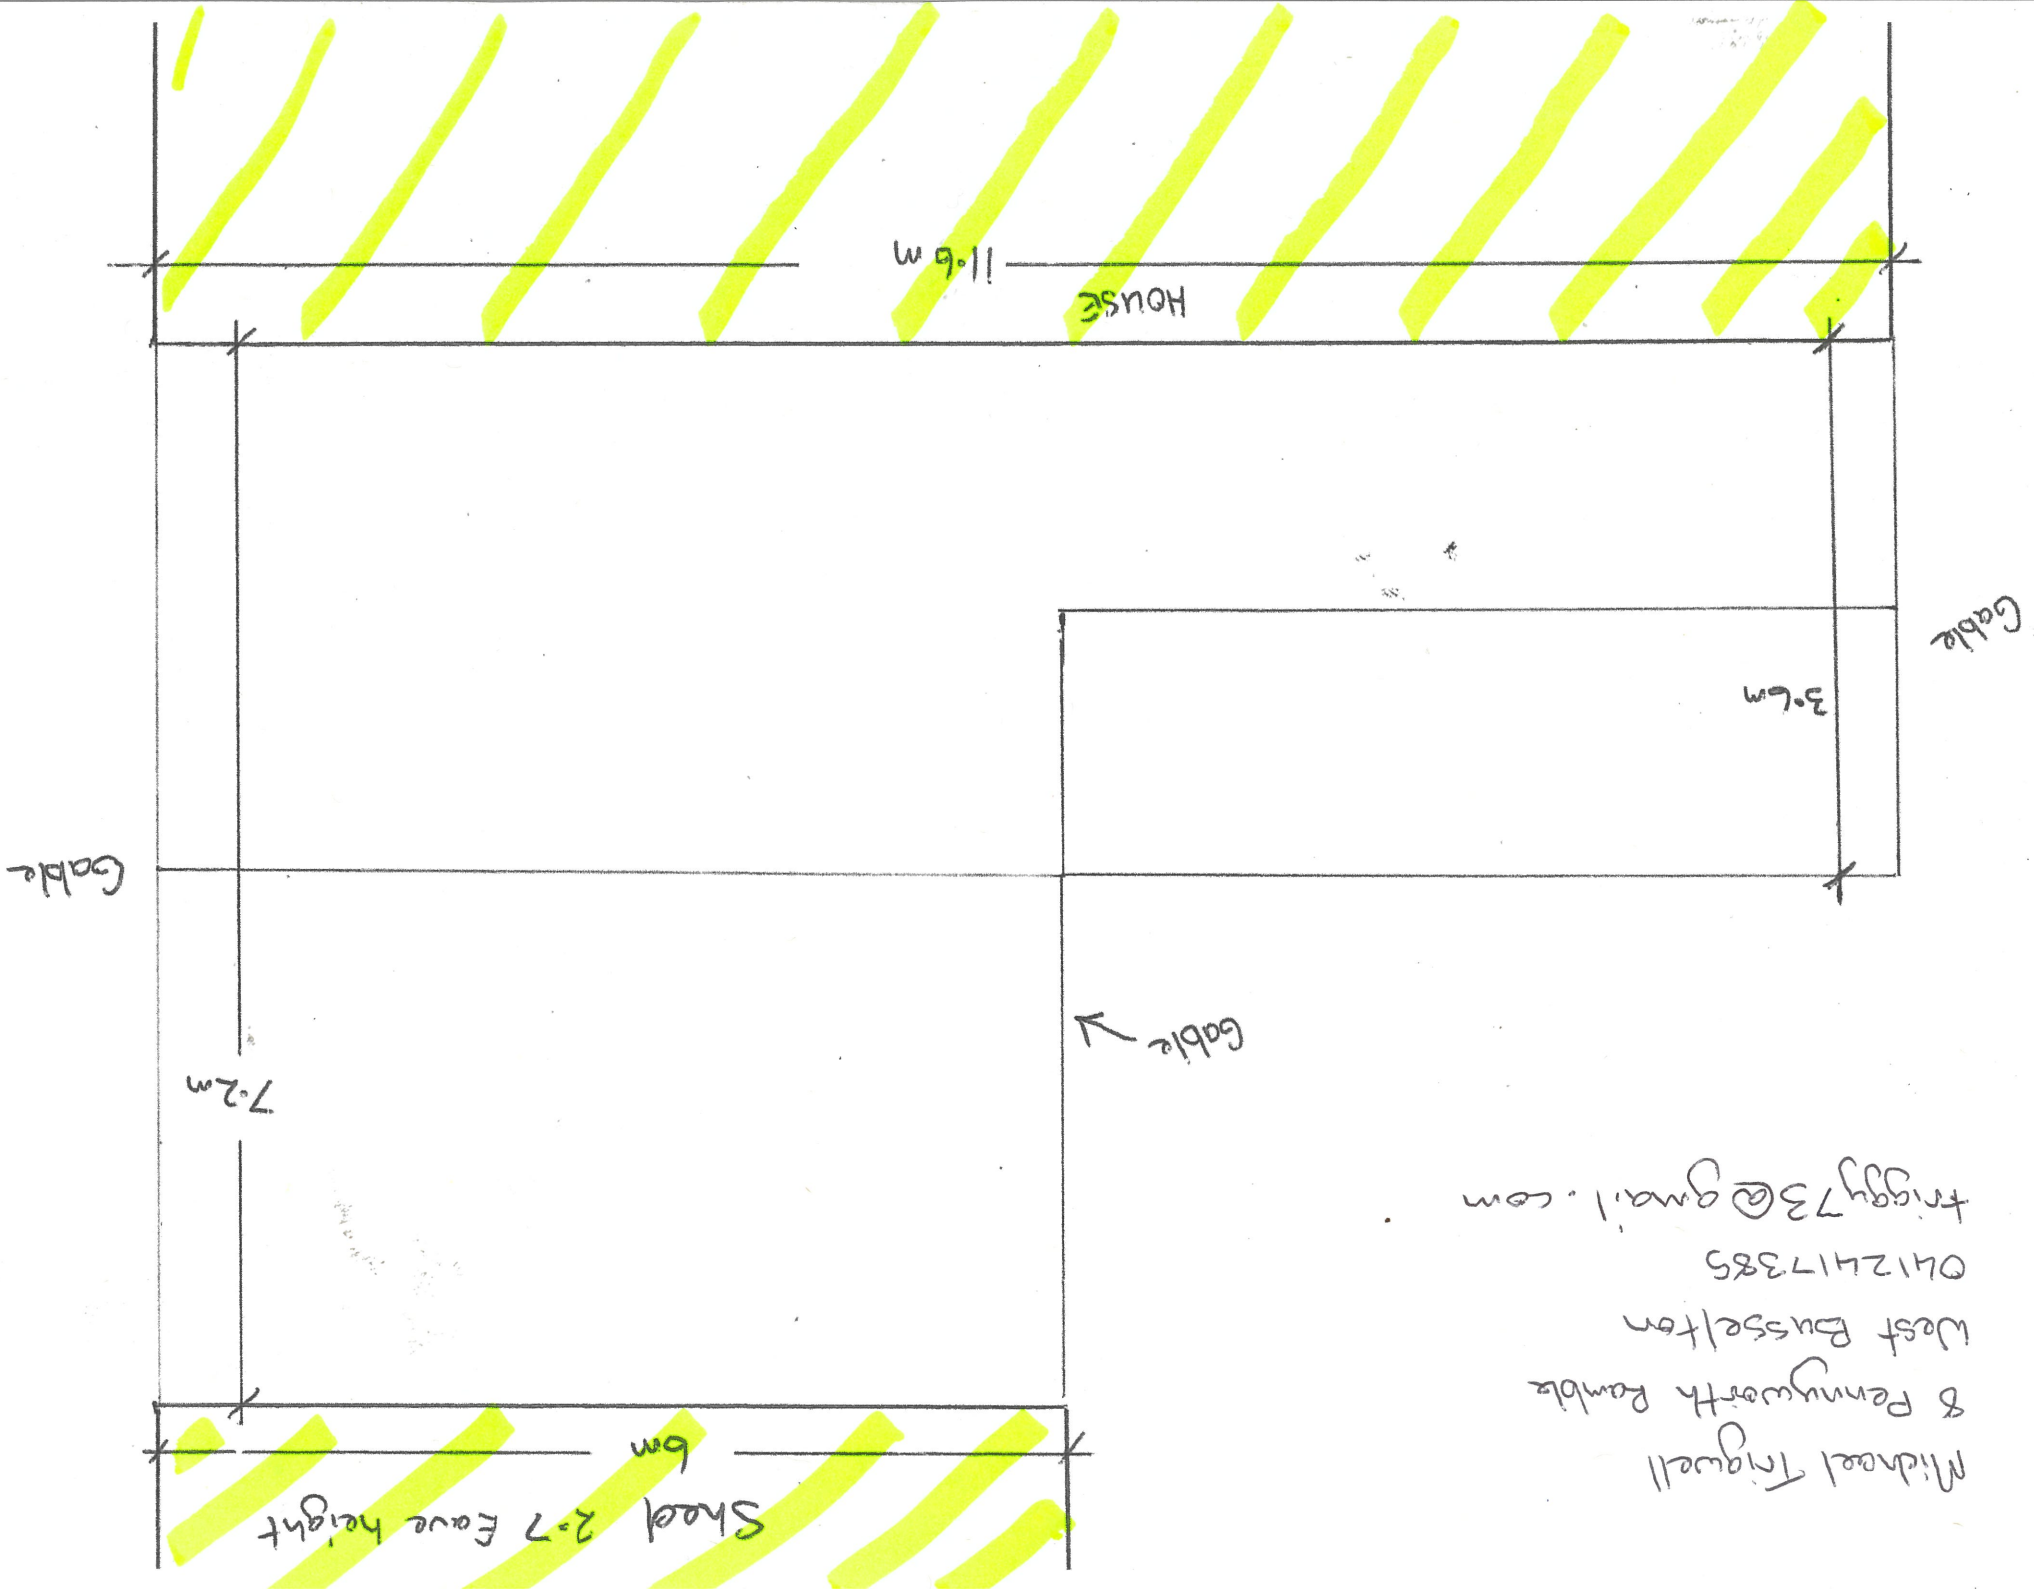 Shed 2.7 Eave height
Michael Trigwell
8 Pennyworth Ramble
West Busselton
0412417385
triggy73@gmail.com
6m
7.2m
Gable
Gable
3.6m
Gable
HOUSE
11.6m